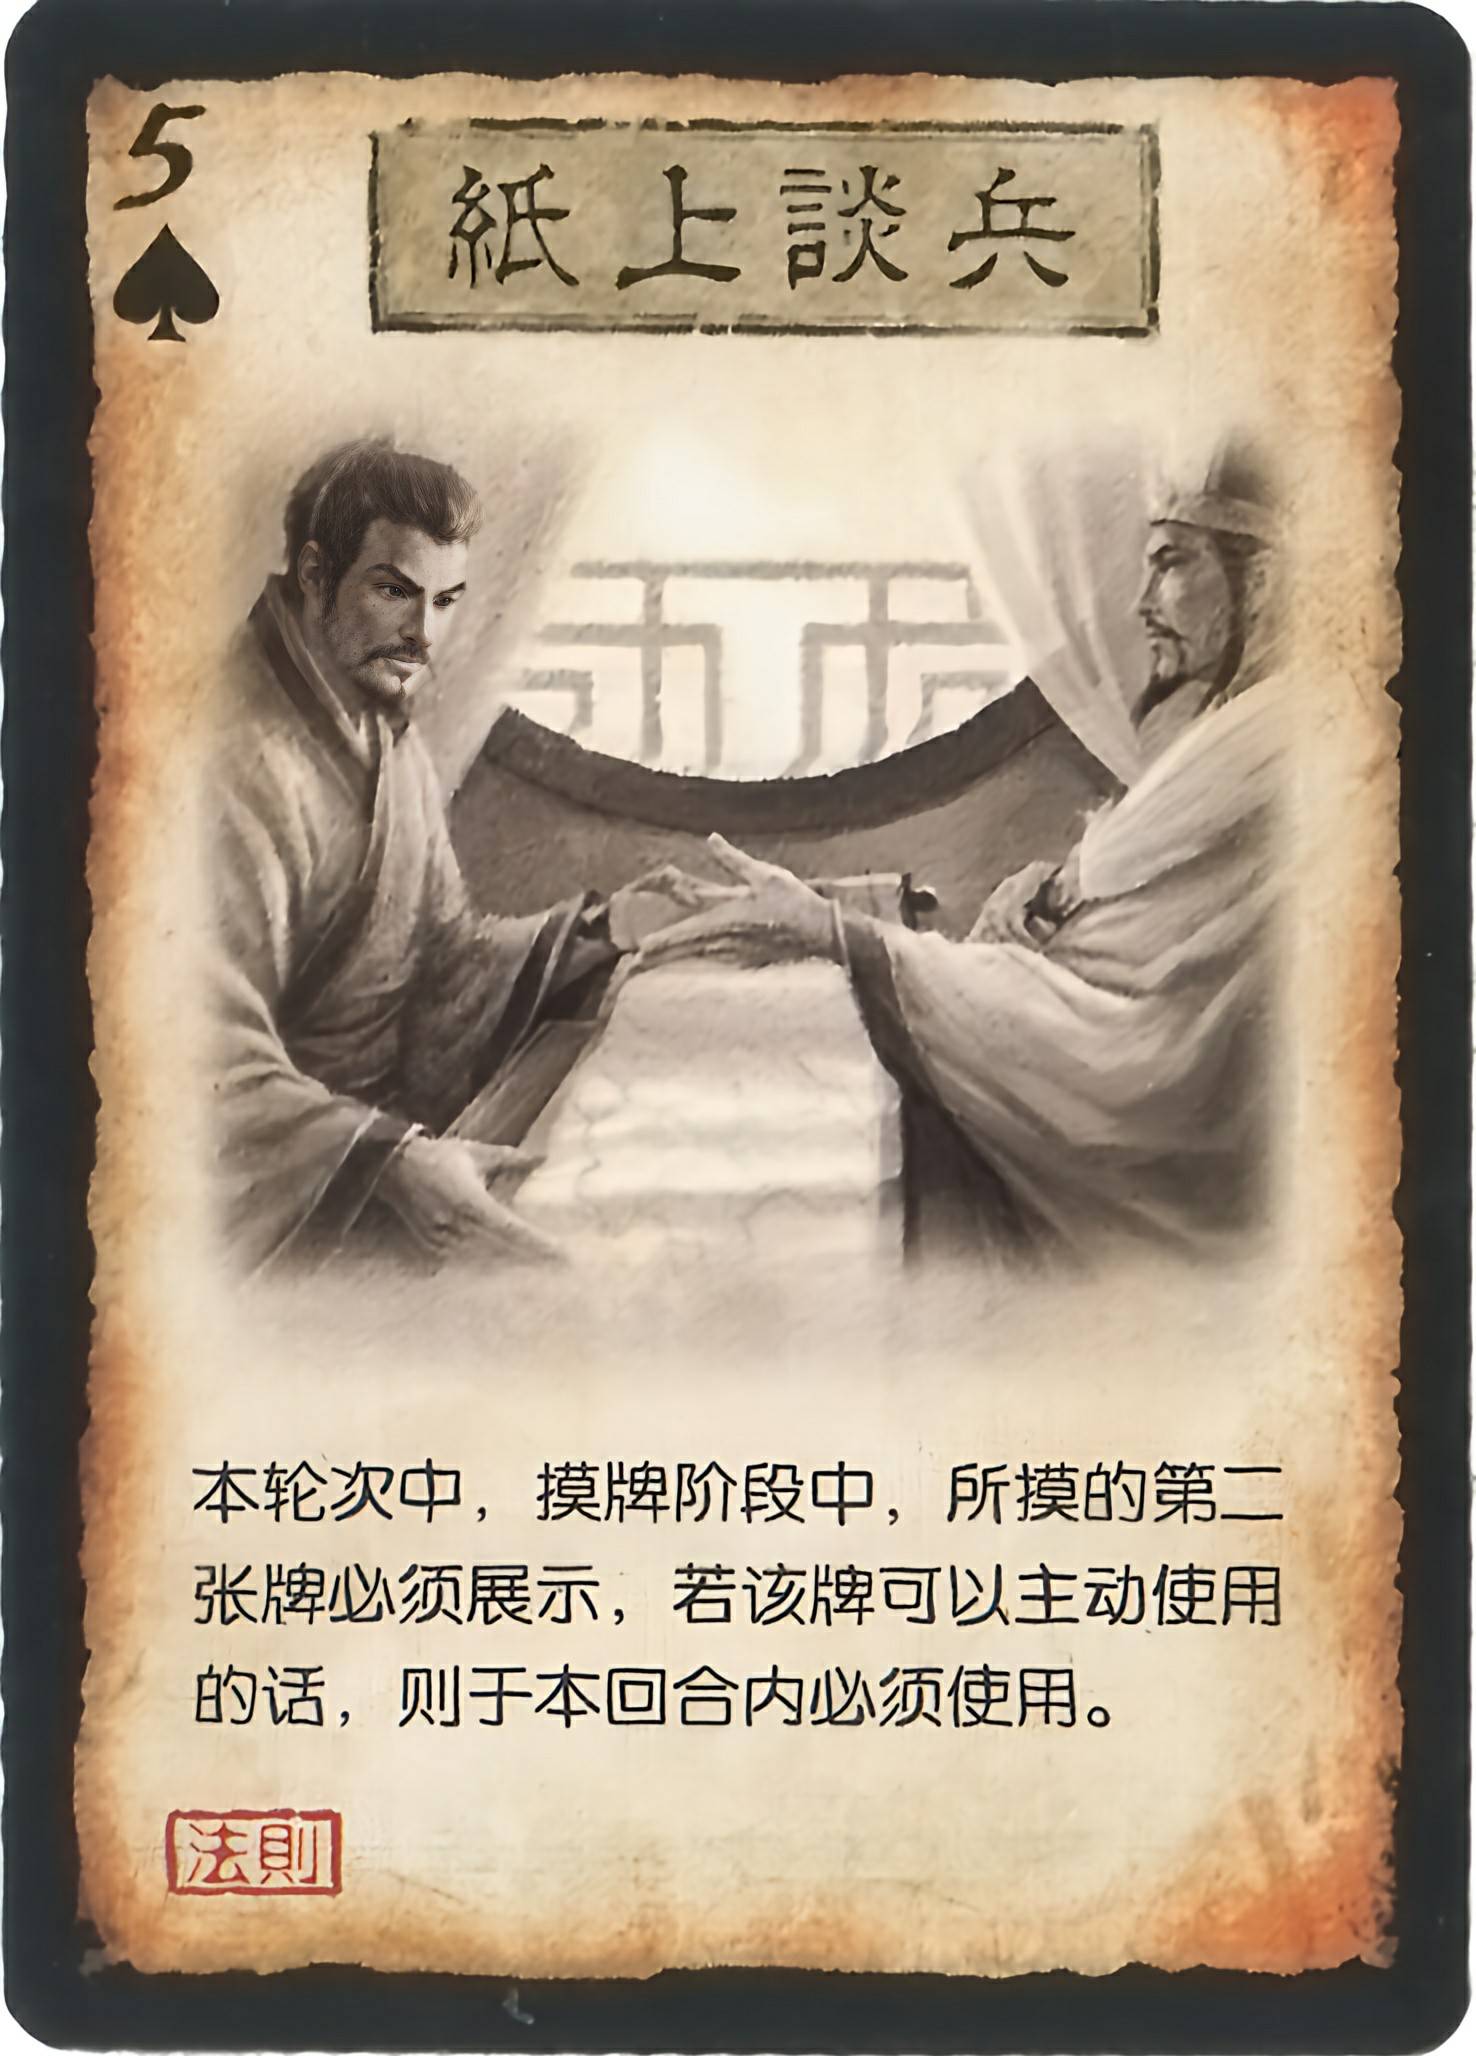 5
紙上談兵
本轮次中，摸牌阶段中，所摸的第二
张牌必须展示，若该牌可以主动使用
的话，则于本回合内必须使用。
法則